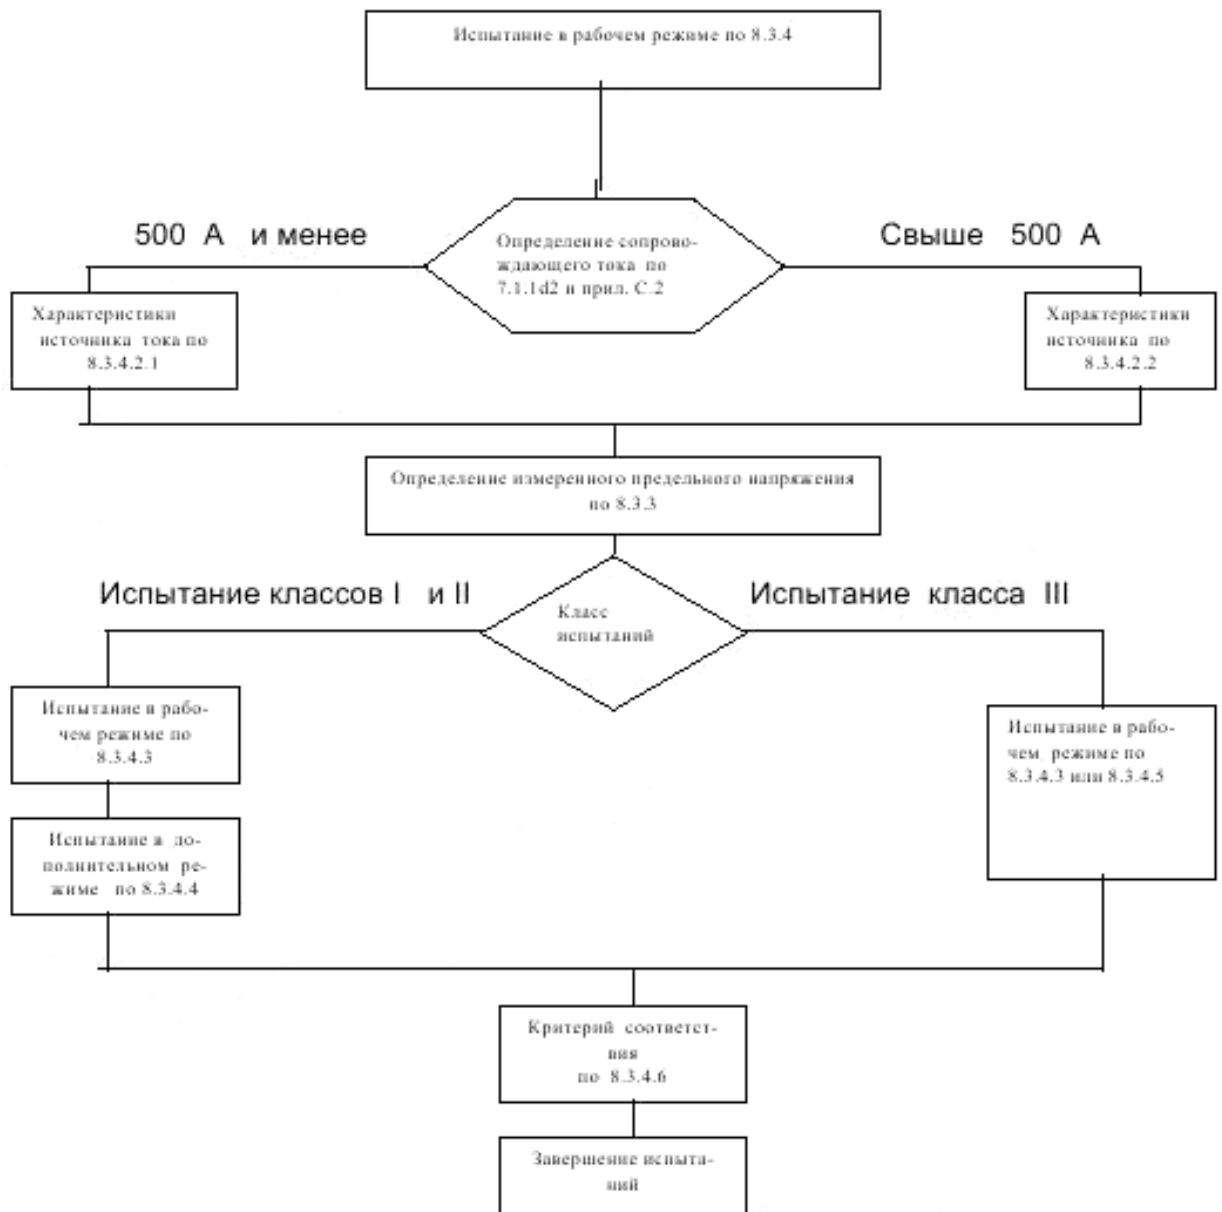 Испытание в рабочем режиме по 8.3.4
500 А и менее
Свыше 500 А
Определение сопрово-
ждающего тока по
7.1.1d2 и прил. С.2
Характеристики
источника тока по
8.3.4.2.1
Характеристики
источника по
8.3.4.2.2
Определение измеренного предельного напряжения
по 8.3.3
Испытание классов I и II
Испытание класса III
Класс
испытаний
Испытание в рабо-
чем режиме по
8.3.4.3
Испытание в рабо-
чем режиме по
8.3.4.3 или 8.3.4.5
Испытание в до-
полнительном ре-
жиме по 8.3.4.4
Критерий соответст-
вия
по 8.3.4.6
Завершение испыта-
ний